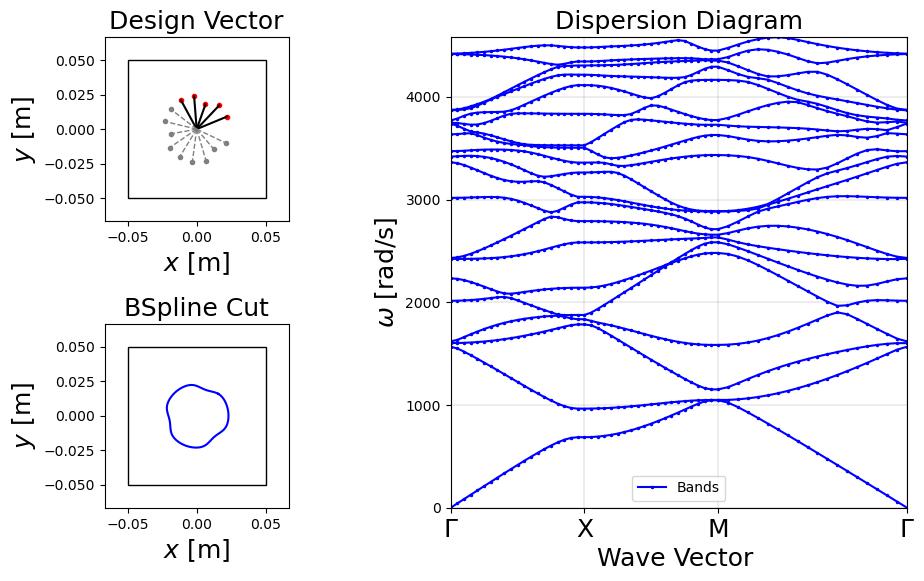 Design Vector
y [m]
0.050
0.025
0.000
−0.025
−0.050
−0.05
0.00
0.05
x [m]
BSpline Cut
y [m]
0.050
0.025
0.000
−0.025
−0.050
−0.05
0.00
0.05
x [m]
Dispersion Diagram
ω [rad/s]
4000
3000
2000
1000
0
Bands
Γ
X
M
Γ
Wave Vector